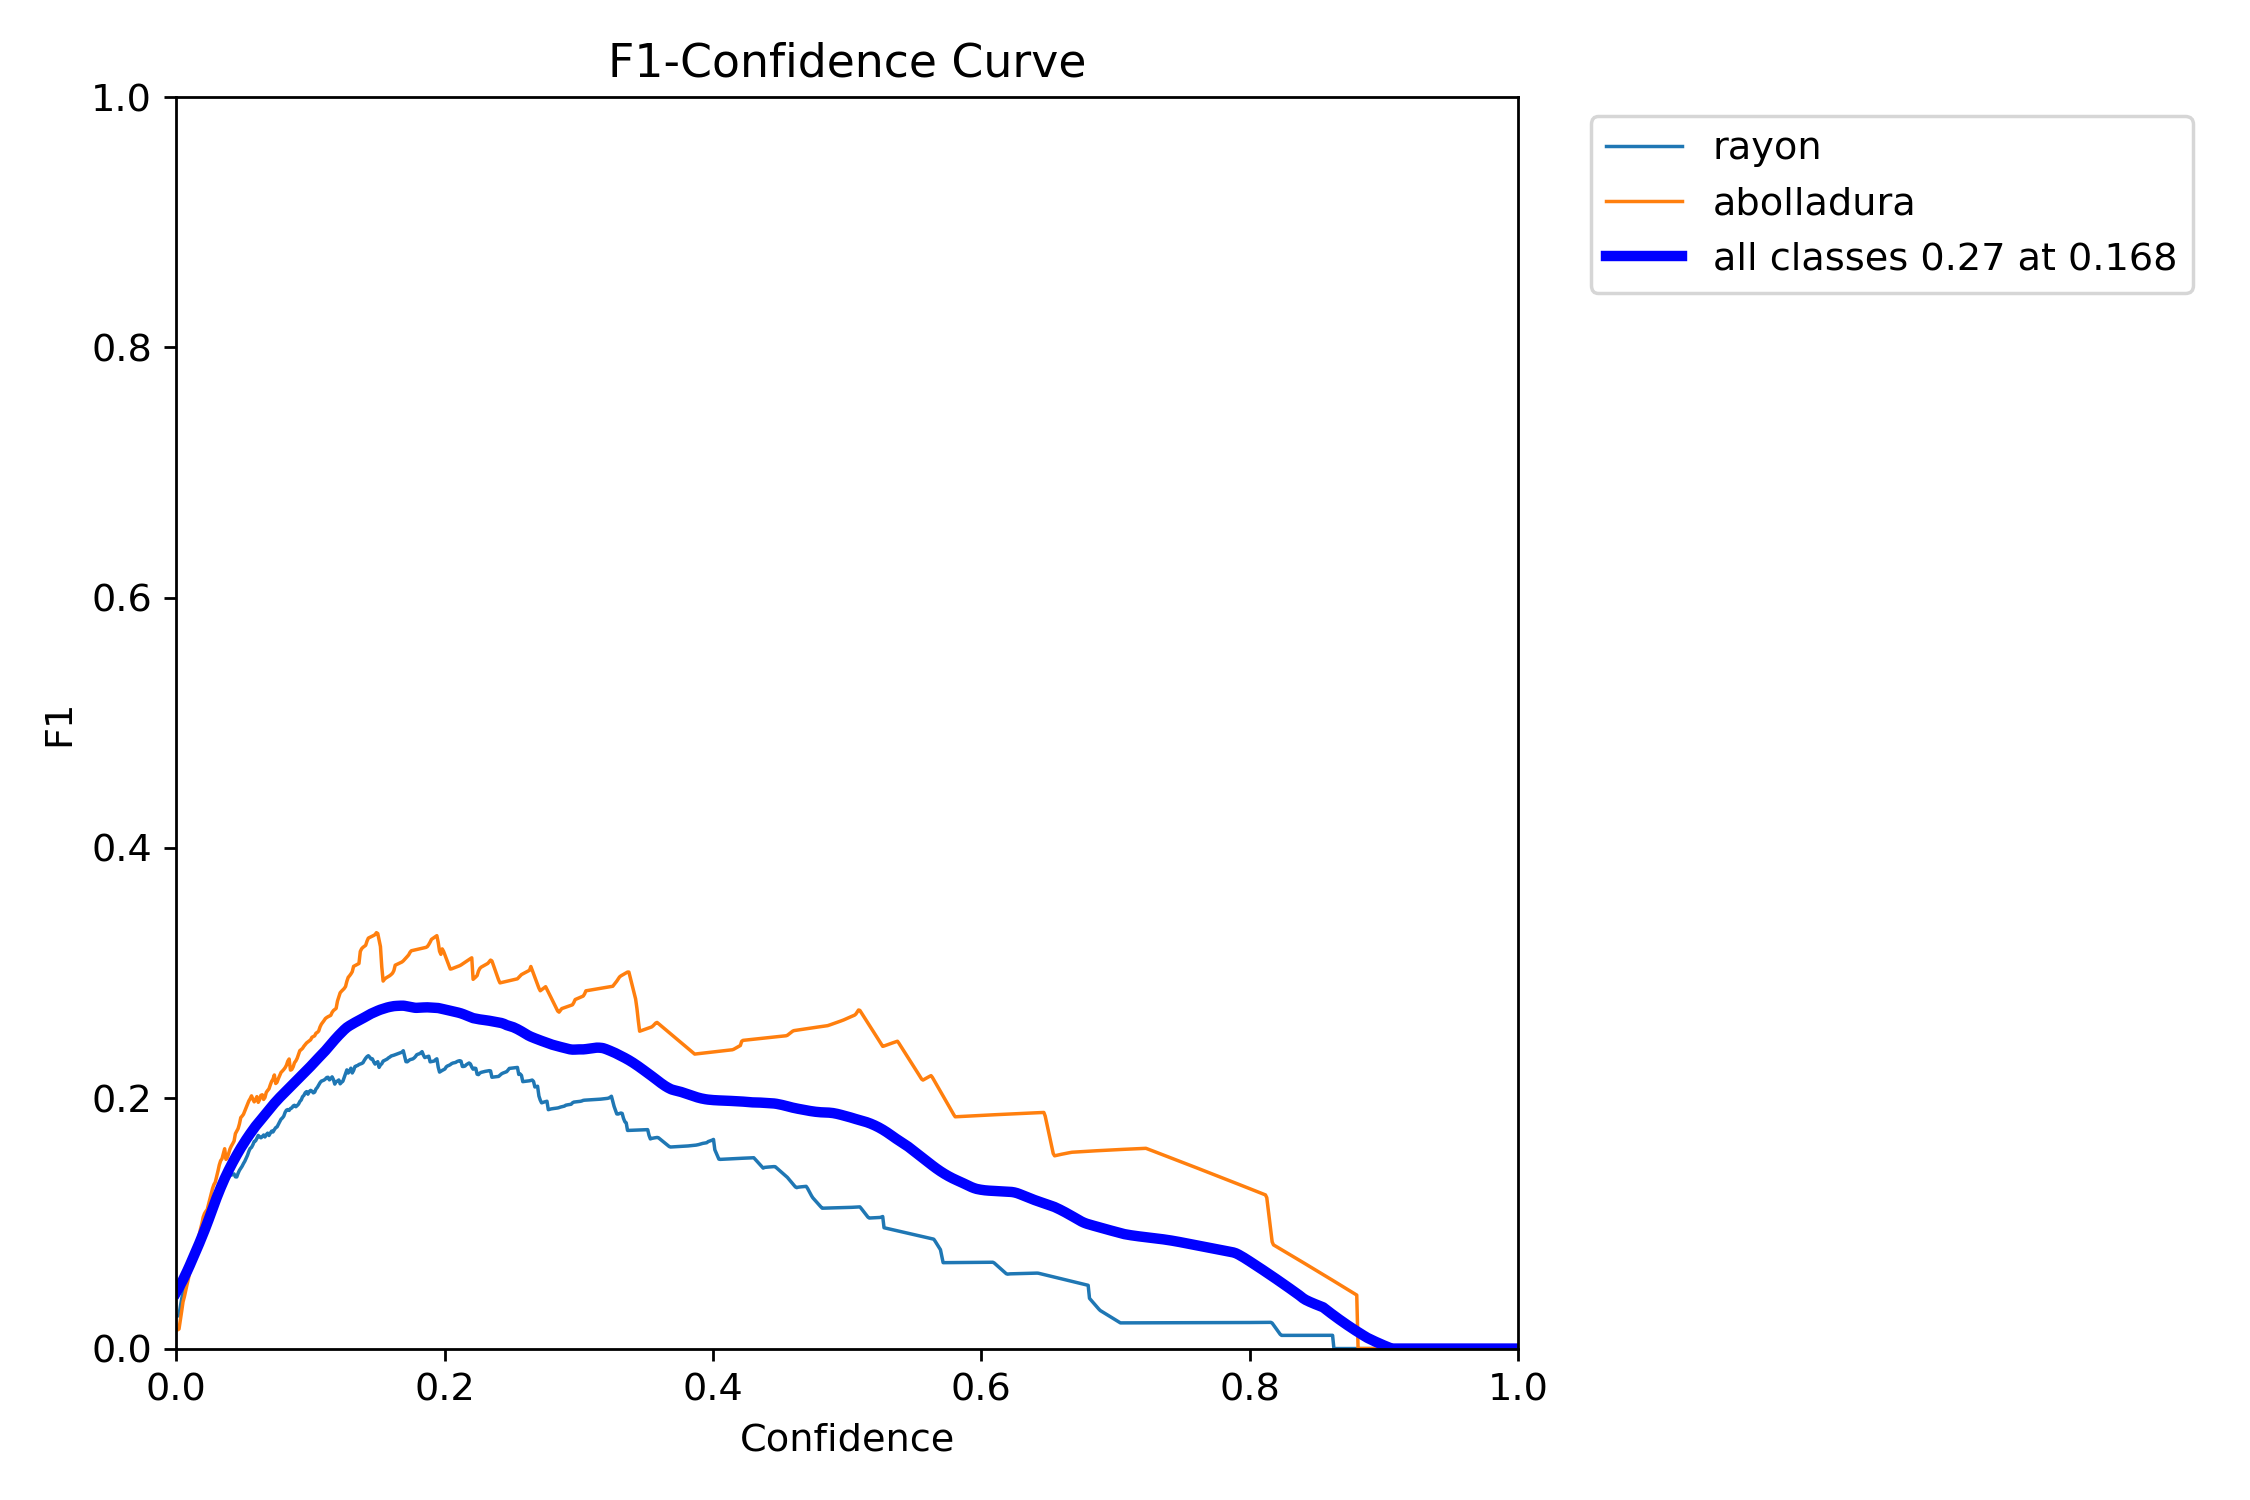 F1-Confidence Curve
1.0
0.8
0.6
0.4
0.2
0.0
F1
0.0 0.2 0.4 0.6 0.8 1.0
Confidence
rayon
abolladura
all classes 0.27 at 0.168